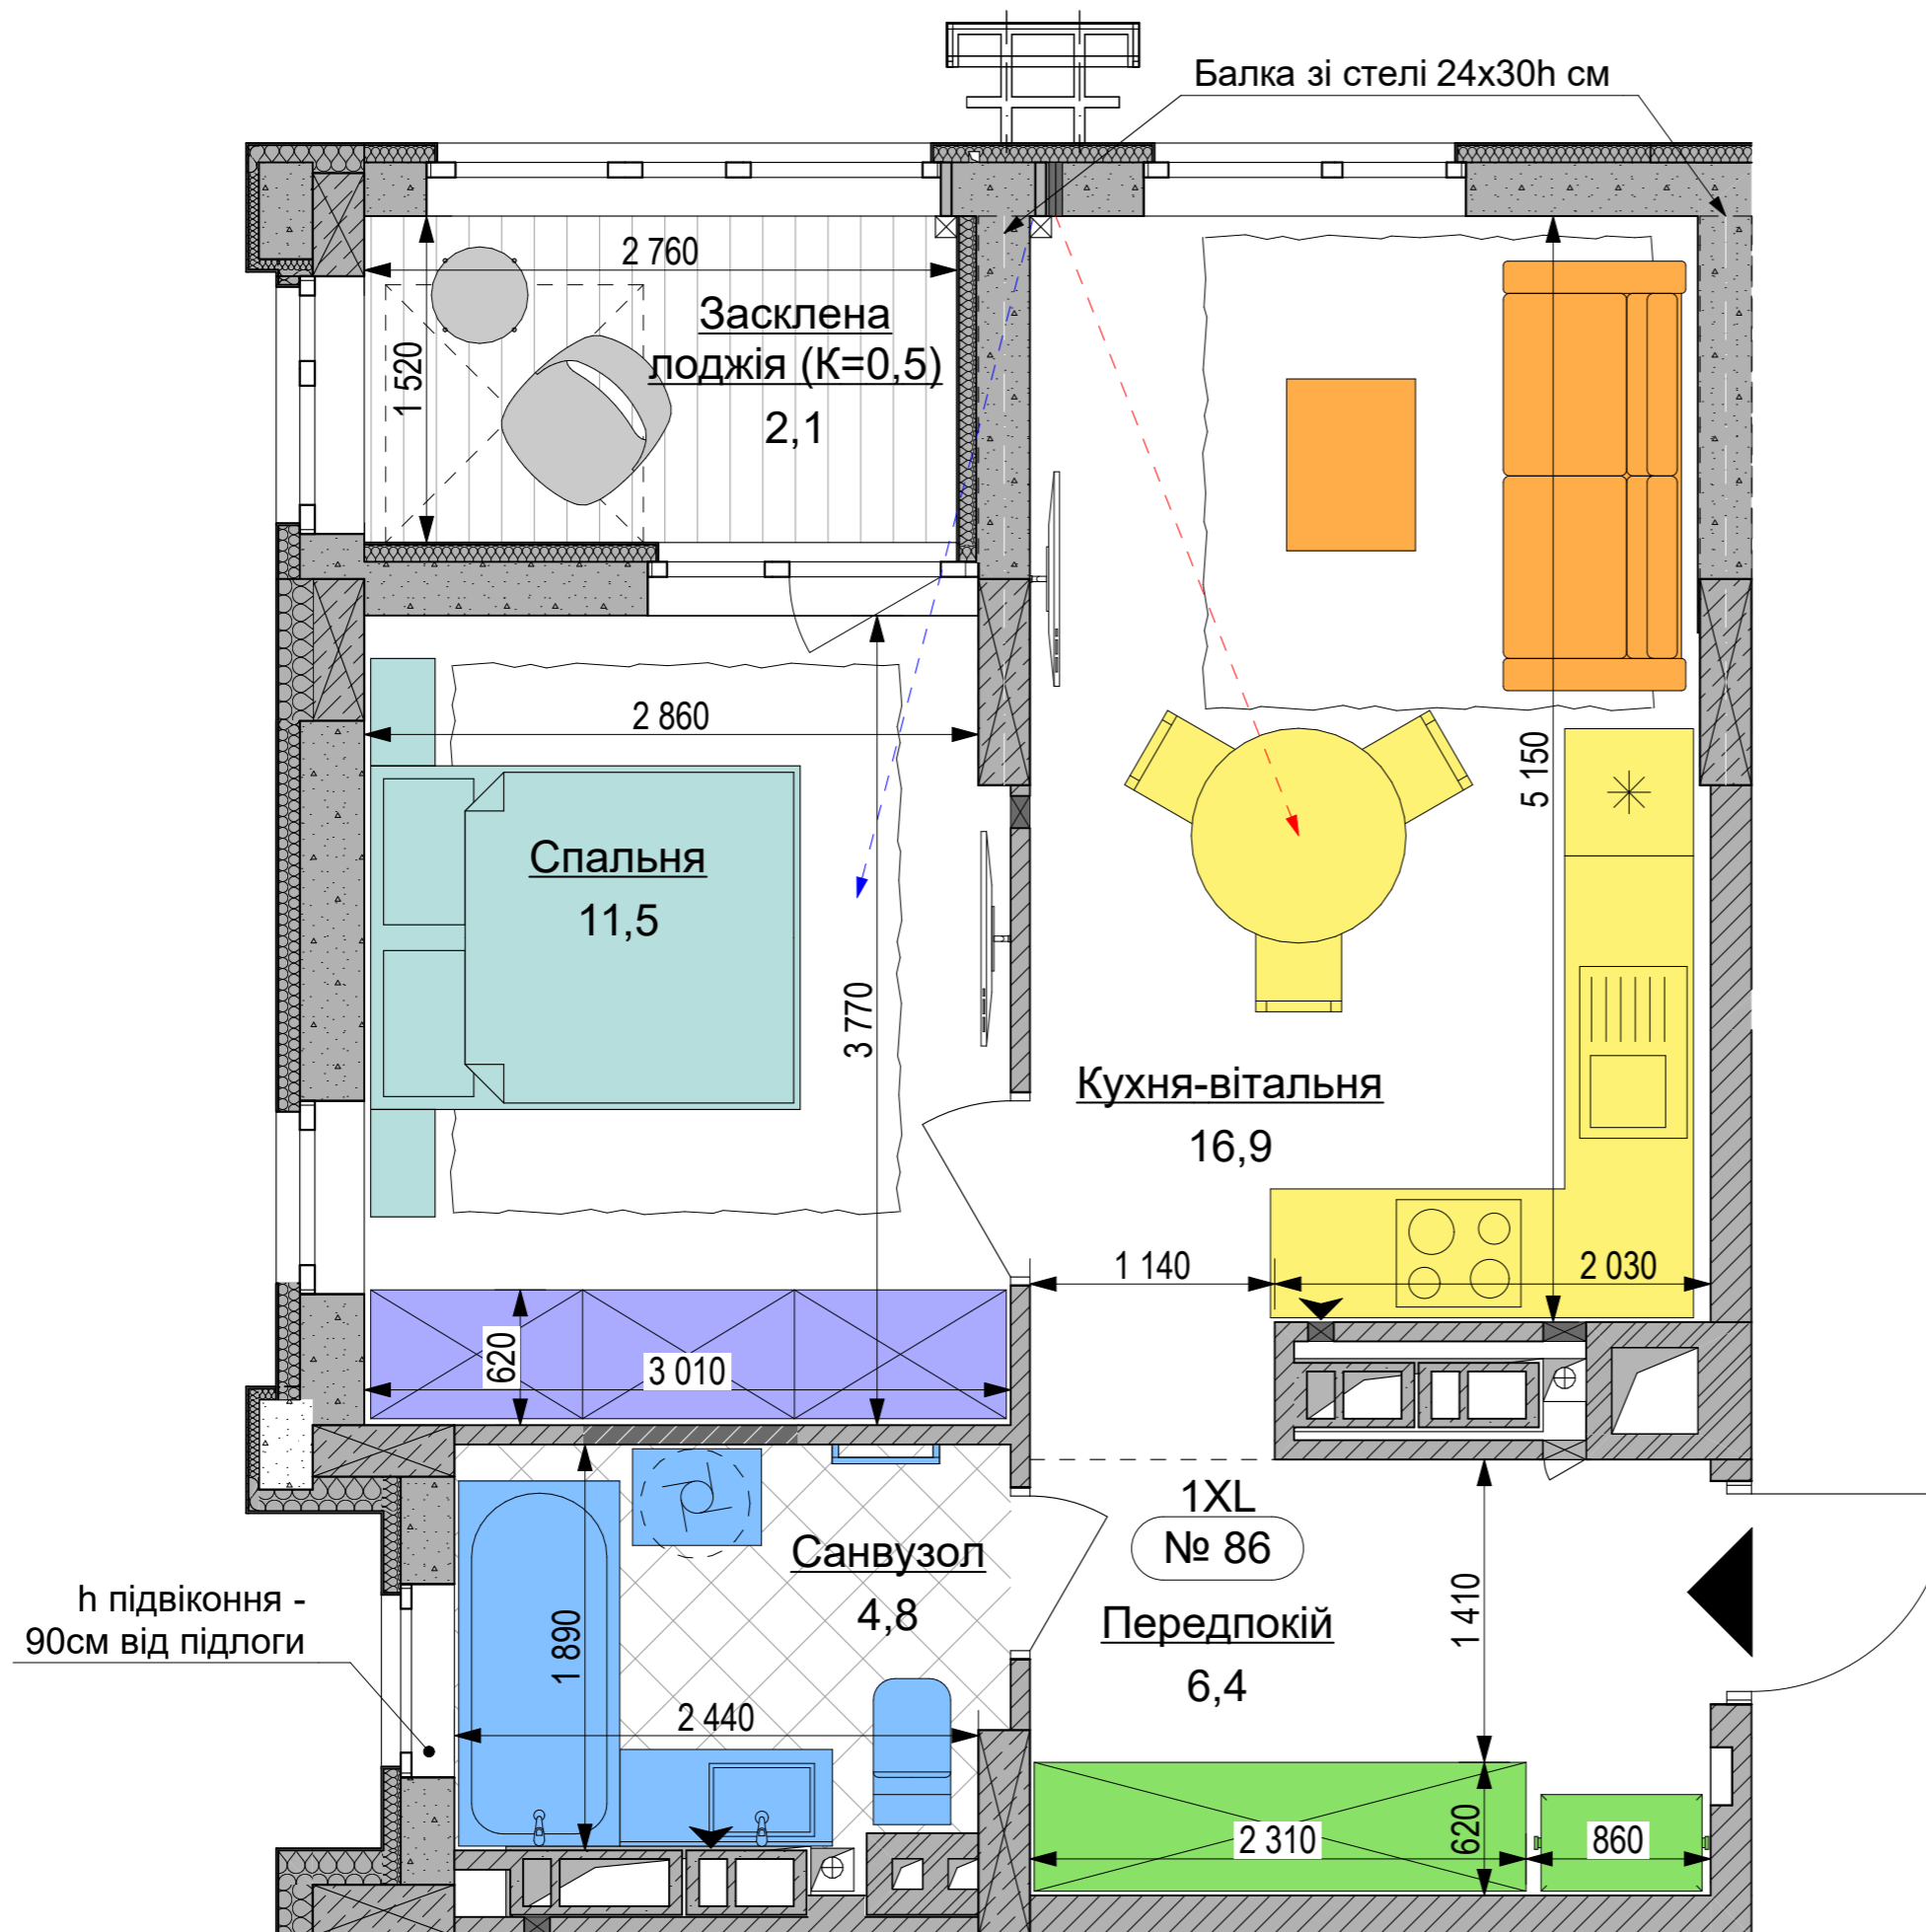 Балка зі стелі 24х30h см
2 760
Засклена
лоджія (К=0,5)
2,1
1 520
2 860
5 150
Спальня
11,5
3 770
Кухня-вітальня
16,9
1 140
2 030
620
3 010
1XL
№ 86
Санвузол
4,8
h підвіконня -
90см від підлоги
1 890
1 410
Передпокій
6,4
2 440
2 310
620
860